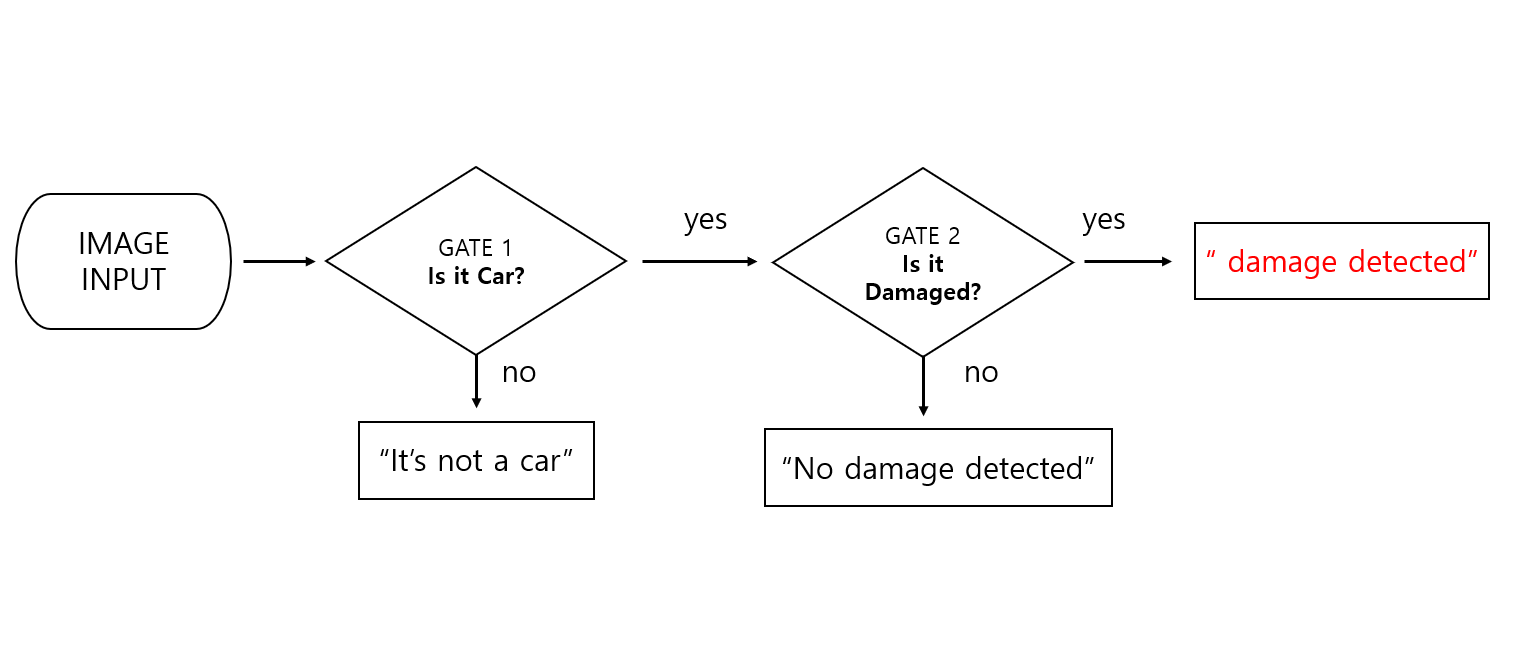 IMAGE
INPUT
GATE 1
Is it Car?
yes
no
“It’s not a car”
GATE 2
Is it
Damaged?
yes
no
“No damage detected”
“ damage detected”